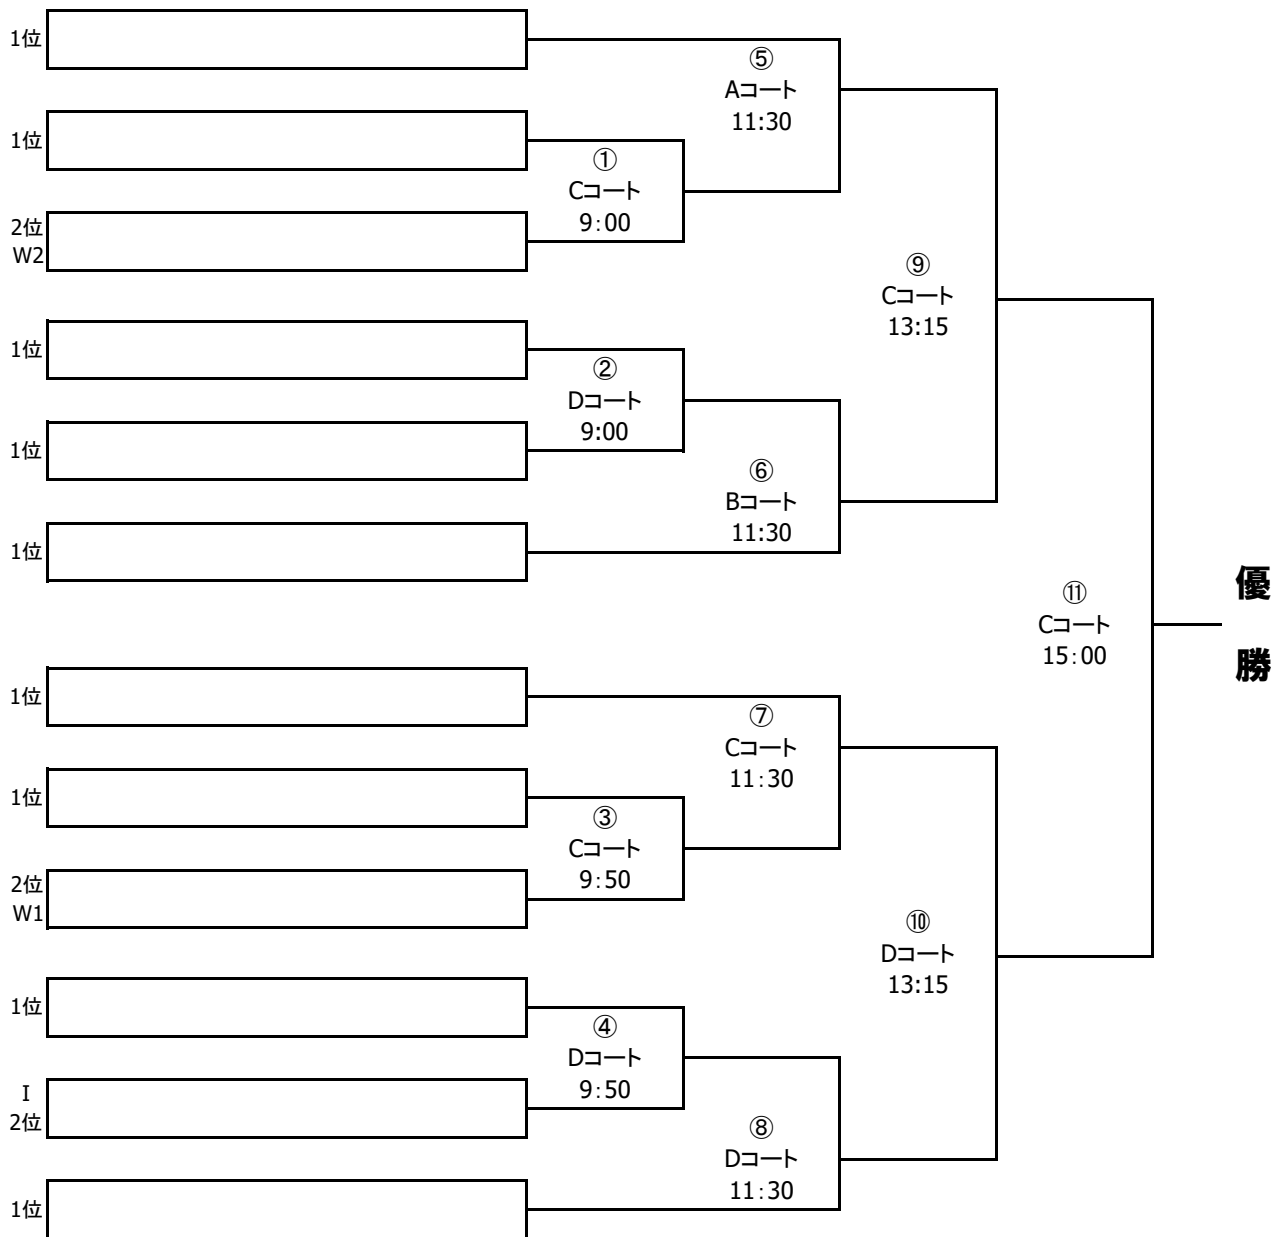 1位
⑤
Aコート
11:30
1位
①
Cコート
9:00
2位
W2
⑨
Cコート
13:15
1位
②
Dコート
9:00
1位
⑥
Bコート
11:30
1位
⑪
Cコート
15:00
優
勝
1位
⑦
Cコート
11:30
1位
③
Cコート
9:50
2位
W1
⑩
Dコート
13:15
1位
④
Dコート
9:50
I
2位
⑧
Dコート
11:30
1位